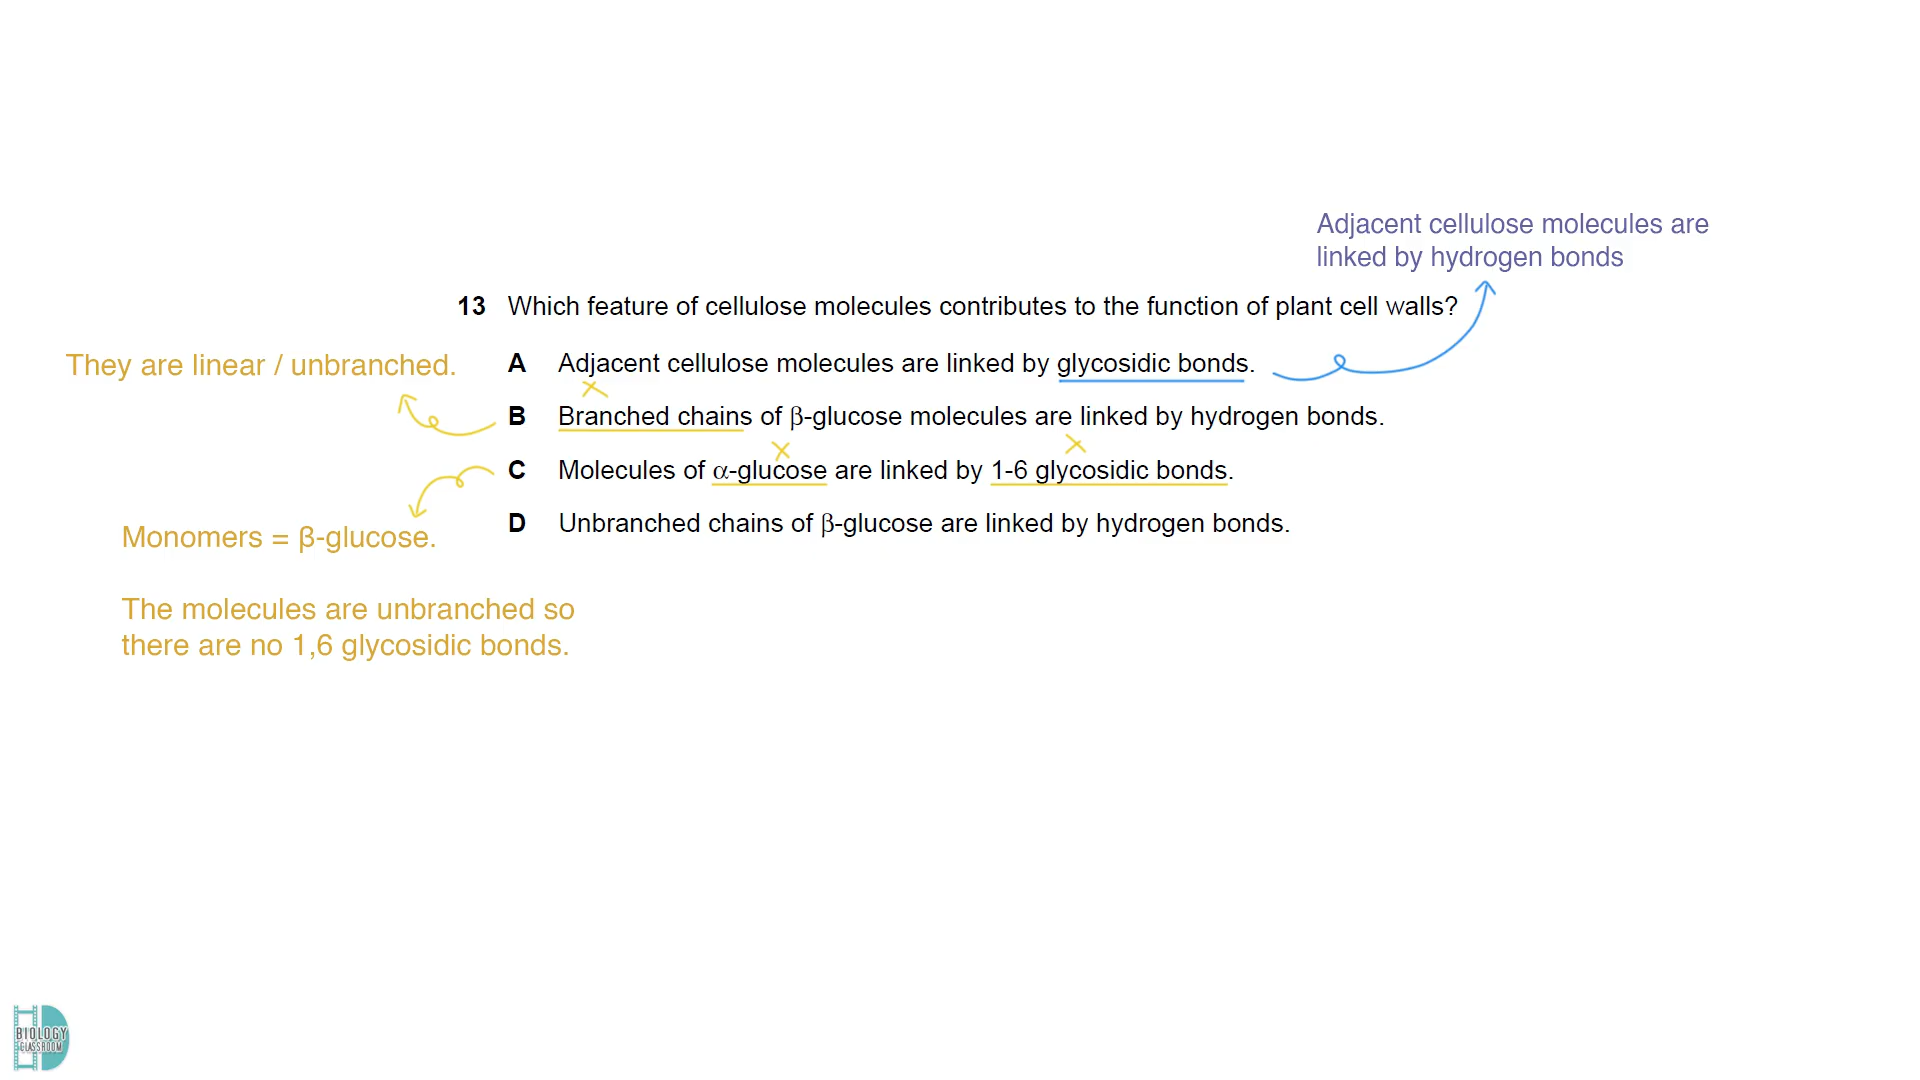 Adjacent cellulose molecules are
linked by hydrogen bonds
13 Which feature of cellulose molecules contributes to the function of plant cell walls?
They are linear / unbranched.
A Adjacent cellulose molecules are linked by glycosidic bonds.
B Branched chains of β-glucose molecules are linked by hydrogen bonds.
C Molecules of α-glucose are linked by 1-6 glycosidic bonds.
D Unbranched chains of β-glucose are linked by hydrogen bonds.
Monomers = β-glucose.
The molecules are unbranched so
there are no 1,6 glycosidic bonds.
BIOLOGY
CLASSROOM